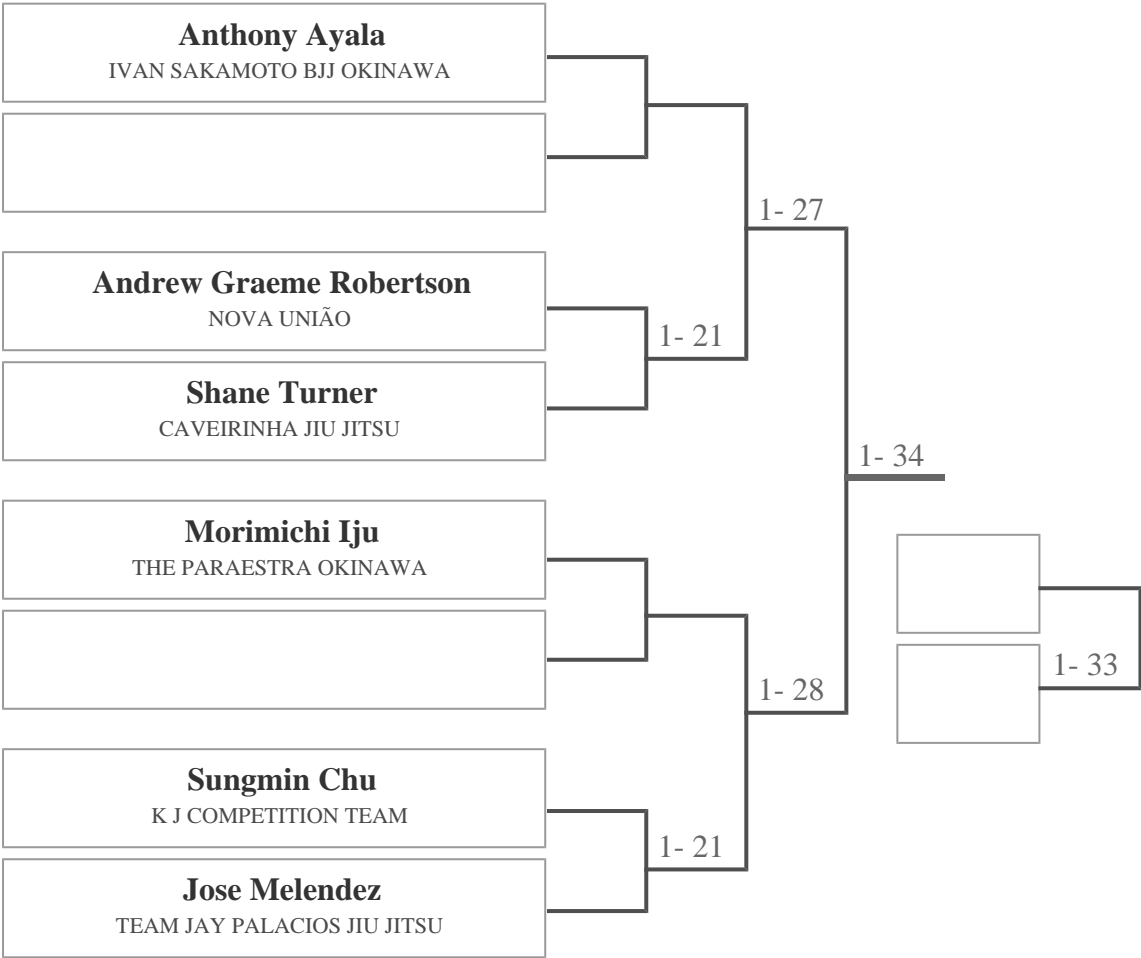 Anthony Ayala
IVAN SAKAMOTO BJJ OKINAWA
1- 27
Andrew Graeme Robertson
NOVA UNIÃO
1- 21
Shane Turner
CAVEIRINHA JIU JITSU
1- 34
Morimichi Iju
THE PARAESTRA OKINAWA
1- 33
1- 28
Sungmin Chu
K J COMPETITION TEAM
1- 21
Jose Melendez
TEAM JAY PALACIOS JIU JITSU